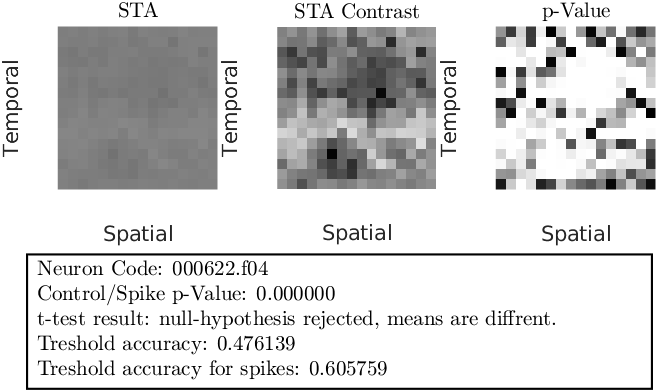 STA
STA Contrast
p-Value
Temporal
Temporal
Temporal
Spatial
Spatial
Spatial
Neuron Code: 000622.f04
Control/Spike p-Value: 0.000000
t-test result: null-hypothesis rejected, means are diffrent.
Treshold accuracy: 0.476139
Treshold accuracy for spikes: 0.605759